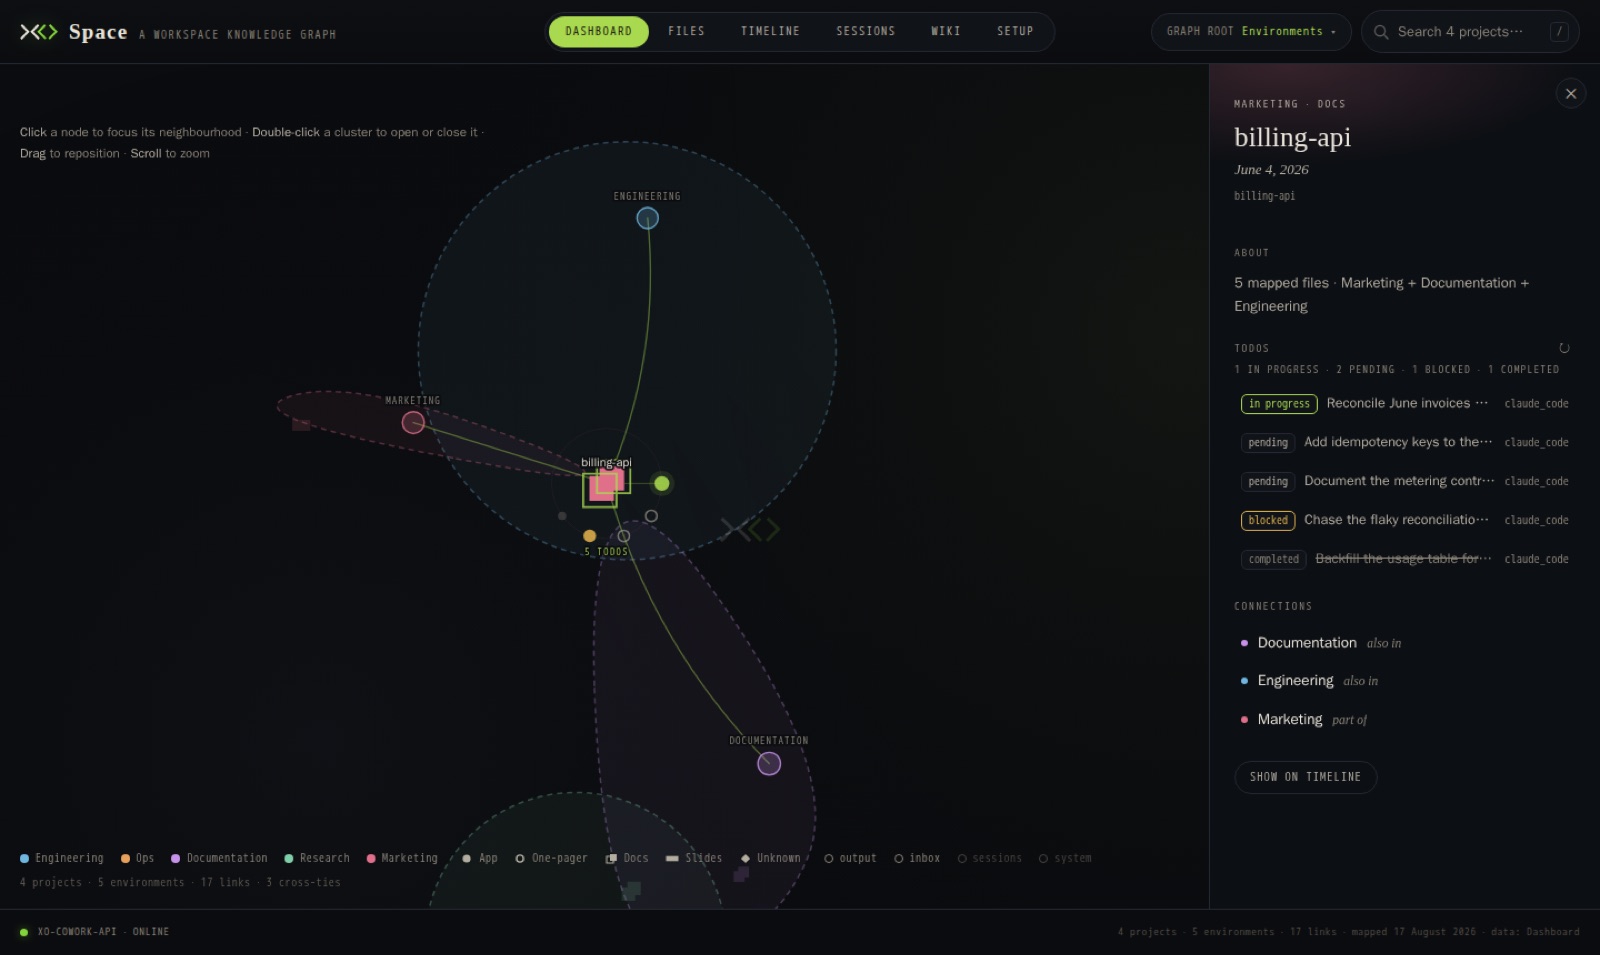 Space A WORKSPACE KNOWLEDGE GRAPH
DASHBOARD FILES TIMELINE SESSIONS WIKI SETUP
GRAPH ROOT Environments
Search 4 projects··· /
Click a node to focus its neighbourhood · Double-click a cluster to open or close it ·
Drag to reposition · Scroll to zoom
ENGINEERING
MARKETING
billing-api
5 TODOS
DOCUMENTATION
Engineering Ops Documentation Research Marketing App One-pager Docs Slides Unknown output inbox sessions system
4 projects · 5 environments · 17 links · 3 cross-ties
MARKETING · DOCS
billing-api
June 4, 2026
billing-api
ABOUT
5 mapped files · Marketing + Documentation +
Engineering
TODOS
1 IN PROGRESS · 2 PENDING · 1 BLOCKED · 1 COMPLETED
in progress Reconcile June invoices ··· claude_code
pending Add idempotency keys to the··· claude_code
pending Document the metering contr··· claude_code
blocked Chase the flaky reconciliatio··· claude_code
completed Backfill the usage table for··· claude_code
CONNECTIONS
Documentation also in
Engineering also in
Marketing part of
SHOW ON TIMELINE
XO-COWORK-API · ONLINE
4 projects · 5 environments · 17 links · mapped 17 August 2026 · data: Dashboard